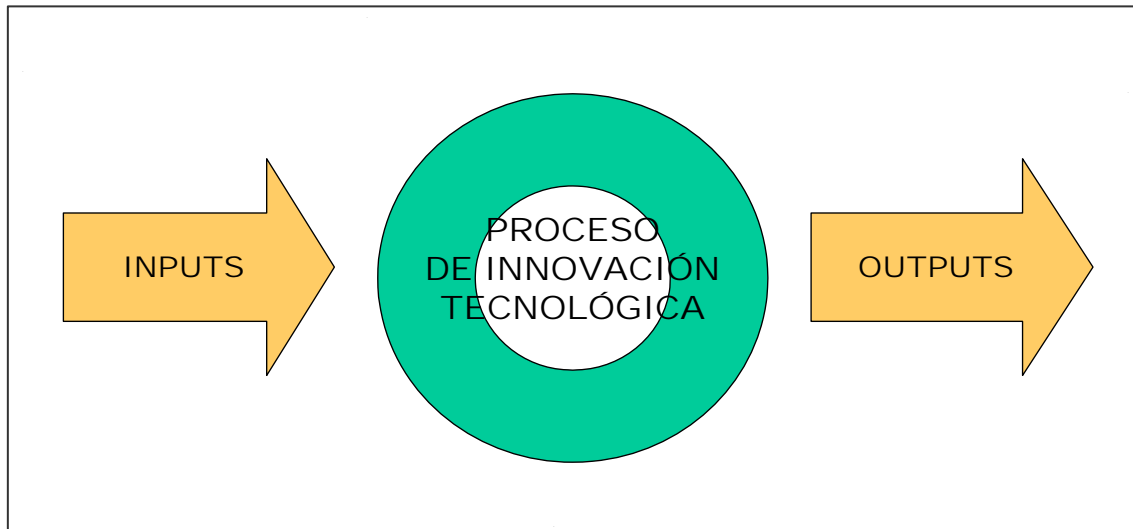 INPUTS
PROCESO
DE INNOVACIÓN
TECNOLÓGICA
OUTPUTS